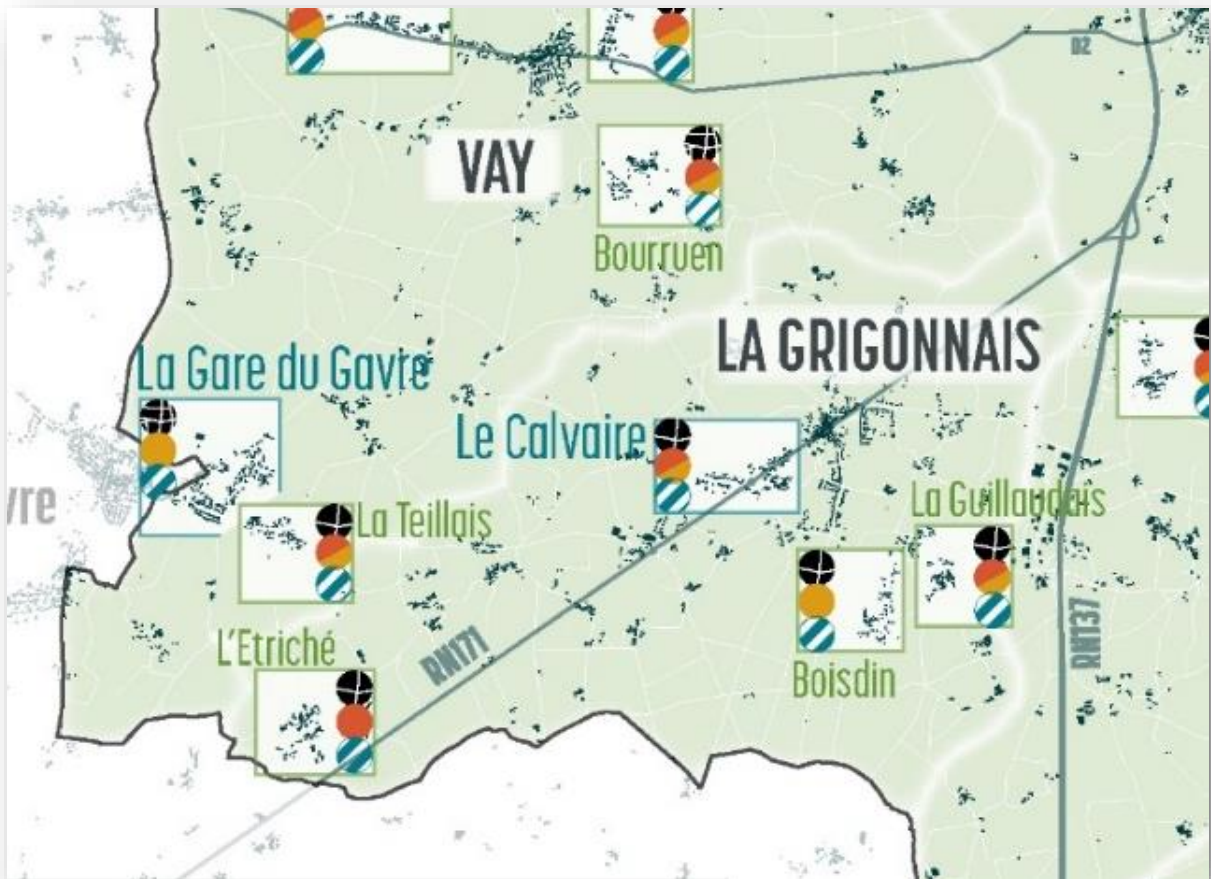 D2
VAY
Bourruen
LA GRIGONNAIS
La Gare du Gavre
Le Calvaire
La Guillaudais
vre
La Teillais
L'Etriché
RN171
Boisdin
RN137